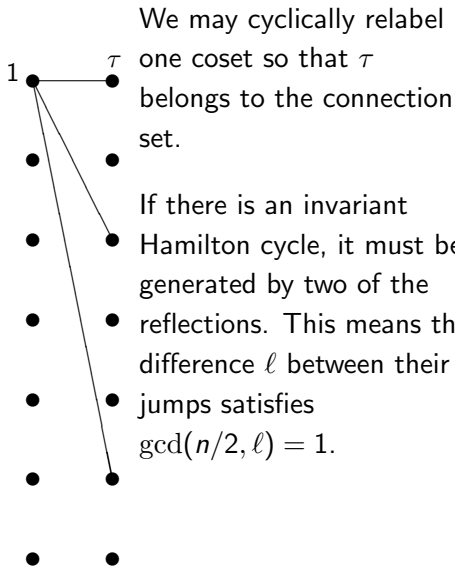 We may cyclically relabel
1
τ one coset so that τ
belongs to the connection
set.
If there is an invariant
Hamilton cycle, it must be
generated by two of the
reflections. This means th
difference ℓ between their
jumps satisfies
gcd(n/2, ℓ) = 1.